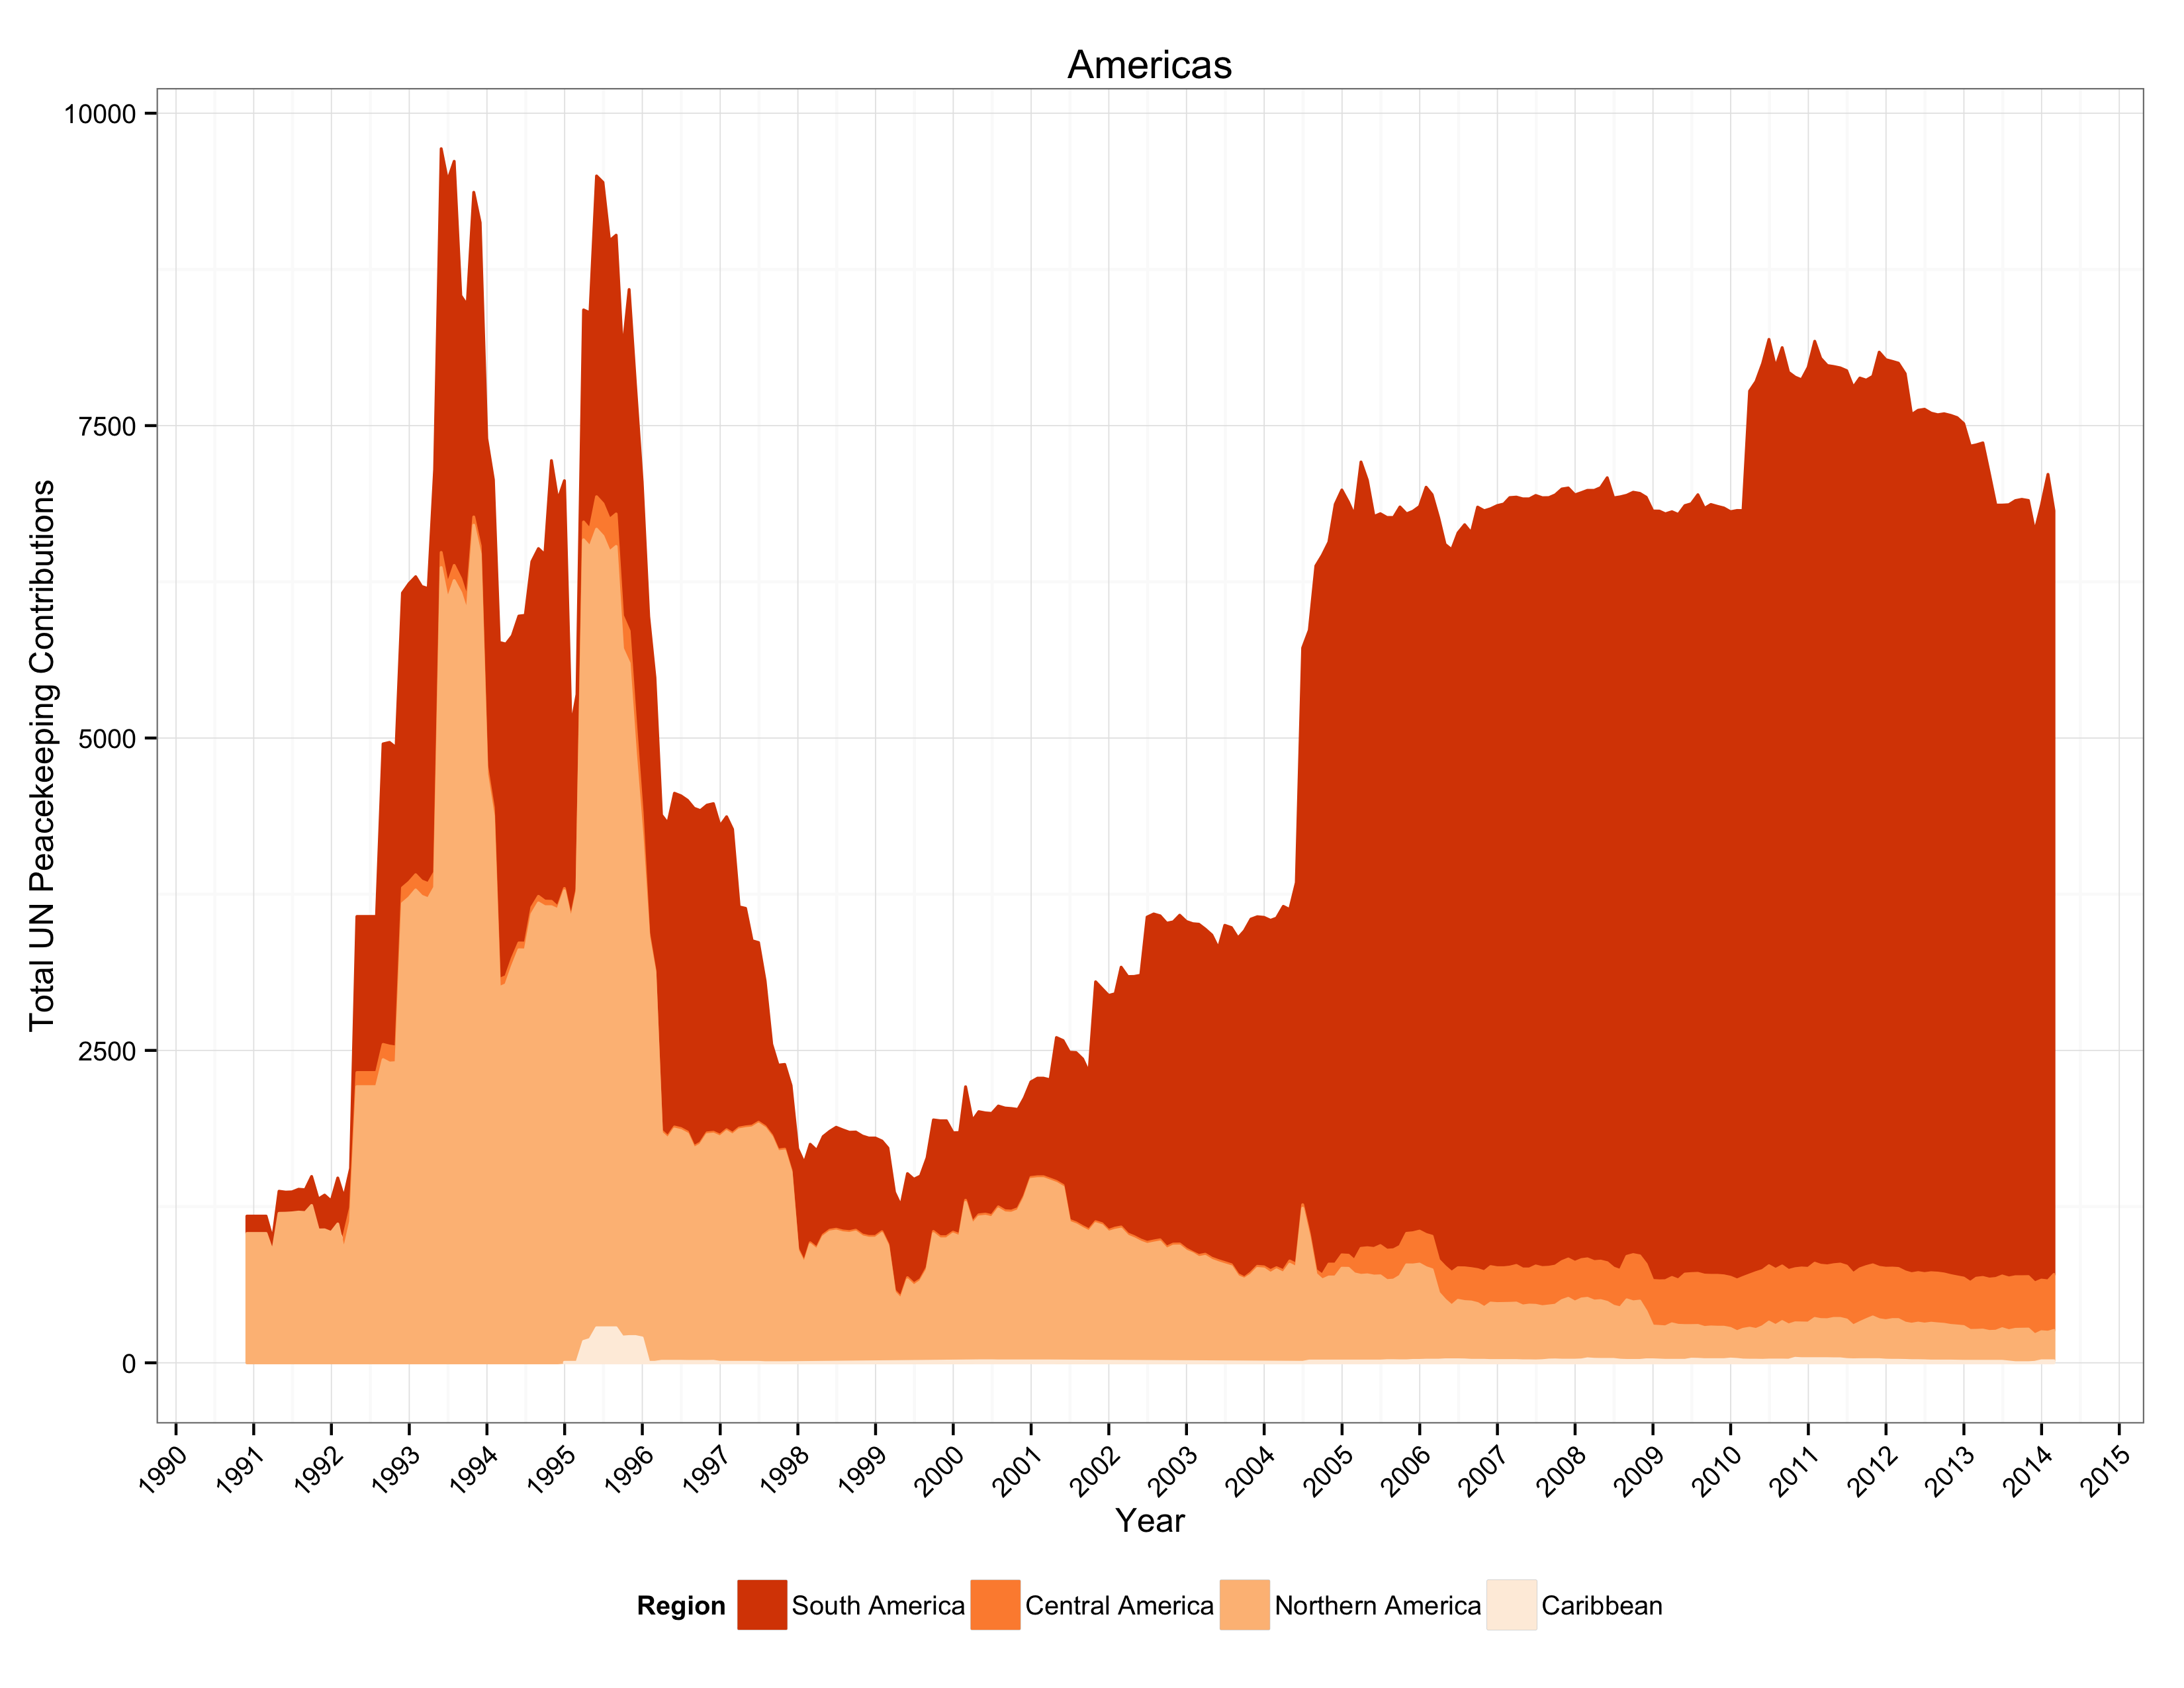 Americas
10000
7500
5000
2500
0
Total UN Peacekeeping Contributions
1990 1991 1992 1993 1994 1995 1996 1997 1998 1999 2000 2001 2002 2003 2004 2005 2006 2007 2008 2009 2010 2011 2012 2013 2014 2015
Year
Region South America Central America Northern America Caribbean